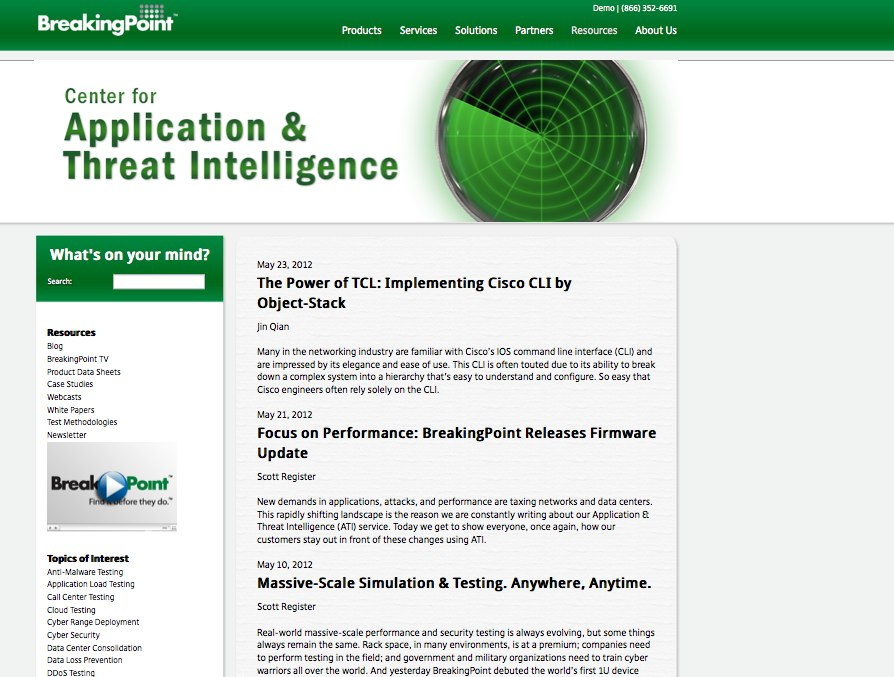 BreakingPoint™
Demo | (866) 352-6691
Products Services Solutions Partners Resources About Us
Center for
Application &
Threat Intelligence
What's on your mind?
Search:
Resources
Blog
BreakingPoint TV
Product Data Sheets
Case Studies
Webcasts
White Papers
Test Methodologies
Newsletter
Break Point™
Find before they do.™
Topics of Interest
Anti-Malware Testing
Application Load Testing
Call Center Testing
Cloud Testing
Cyber Range Deployment
Cyber Security
Data Center Consolidation
Data Loss Prevention
DDoS Testing
May 23, 2012
The Power of TCL: Implementing Cisco CLI by
Object-Stack
Jin Qian
Many in the networking industry are familiar with Cisco's IOS command line interface (CLI) and
are impressed by its elegance and ease of use. This CLI is often touted due to its ability to break
down a complex system into a hierarchy that's easy to understand and configure. So easy that
Cisco engineers often rely solely on the CLI.
May 21, 2012
Focus on Performance: BreakingPoint Releases Firmware
Update
Scott Register
New demands in applications, attacks, and performance are taxing networks and data centers.
This rapidly shifting landscape is the reason we are constantly writing about our Application &
Threat Intelligence (ATI) service. Today we get to show everyone, once again, how our
customers stay out in front of these changes using ATI.
May 10, 2012
Massive-Scale Simulation & Testing. Anywhere, Anytime.
Scott Register
Real-world massive-scale performance and security testing is always evolving, but some things
always remain the same. Rack space, in many environments, is at a premium; companies need
to perform testing in the field; and government and military organizations need to train cyber
warriors all over the world. And yesterday BreakingPoint debuted the world's first 1U device